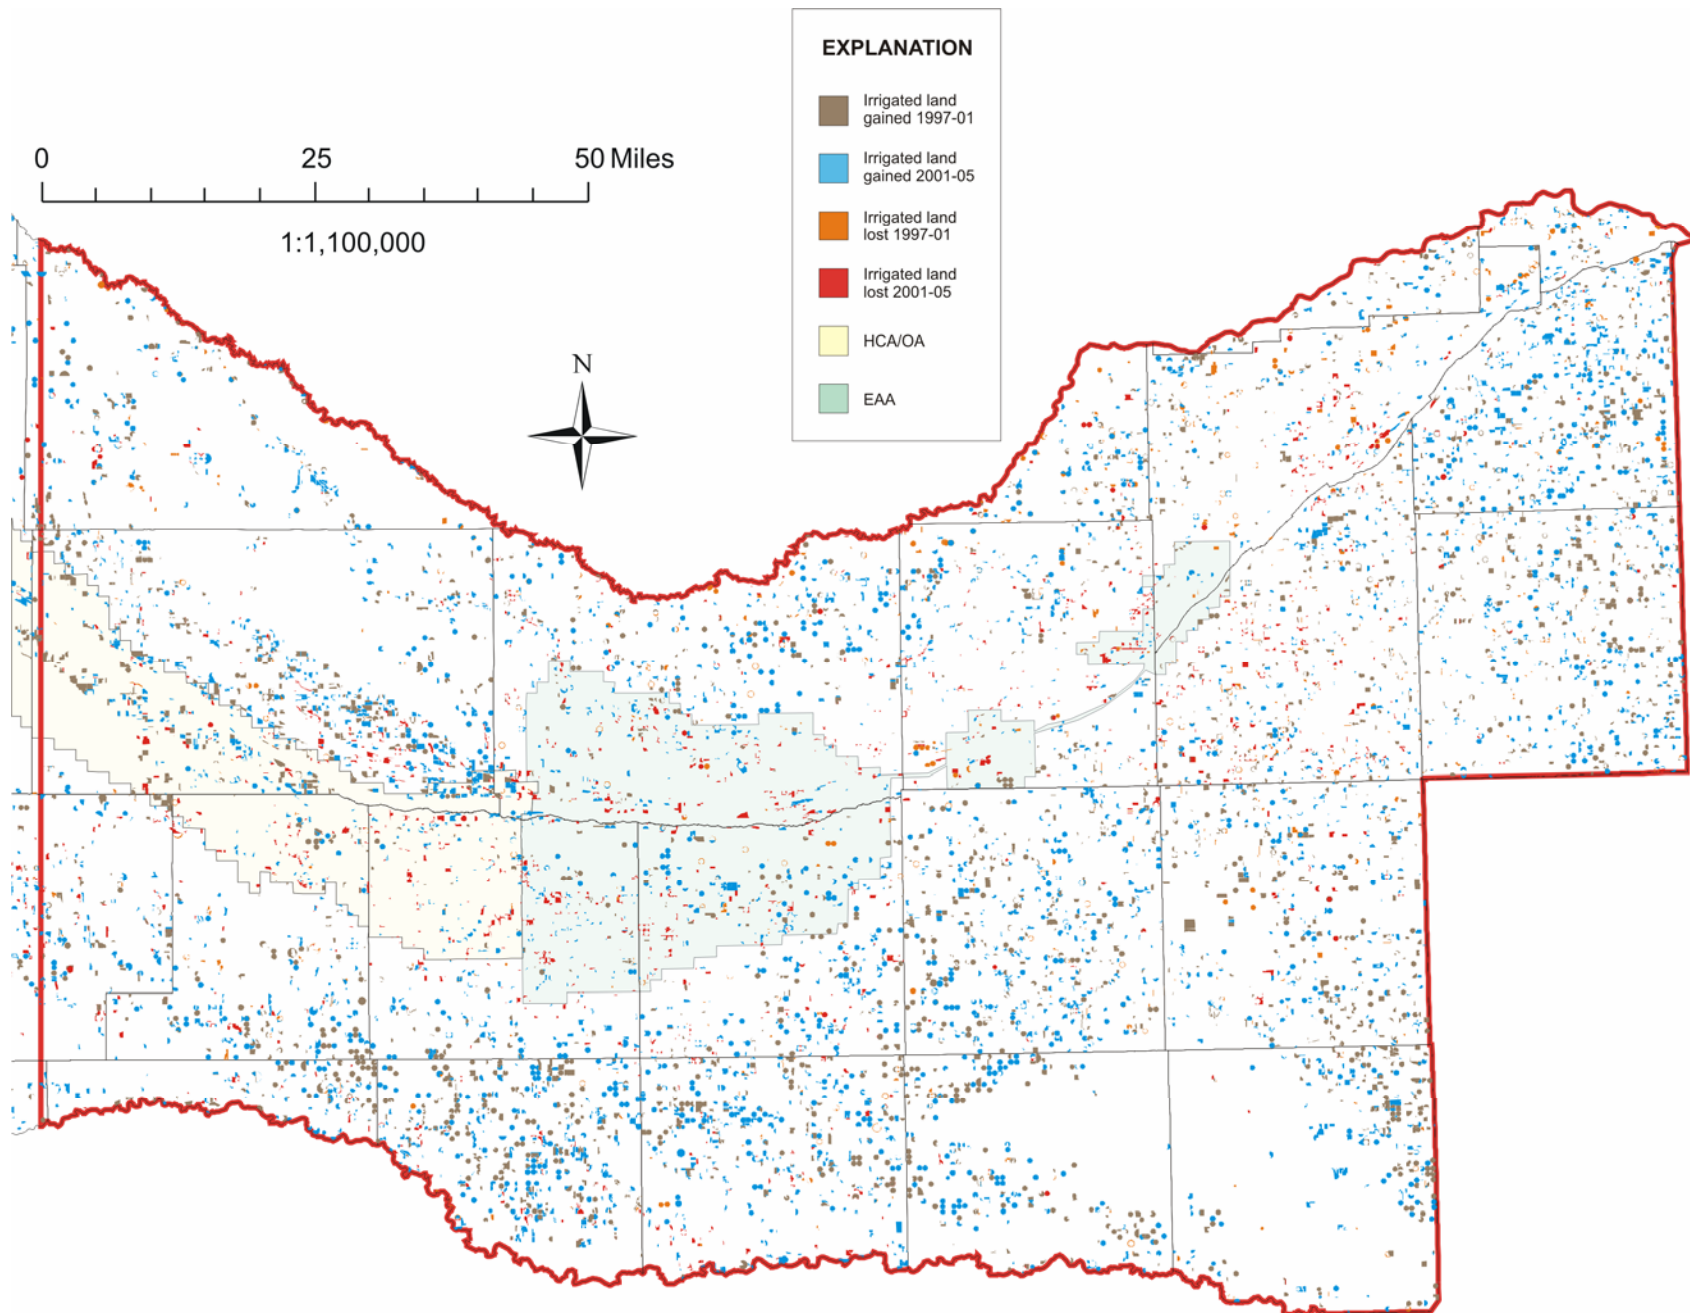 EXPLANATION
Irrigated land
gained 1997-01
Irrigated land
gained 2001-05
Irrigated land
lost 1997-01
Irrigated land
lost 2001-05
HCA/OA
EAA
0 25 50 Miles
1:1,100,000
N